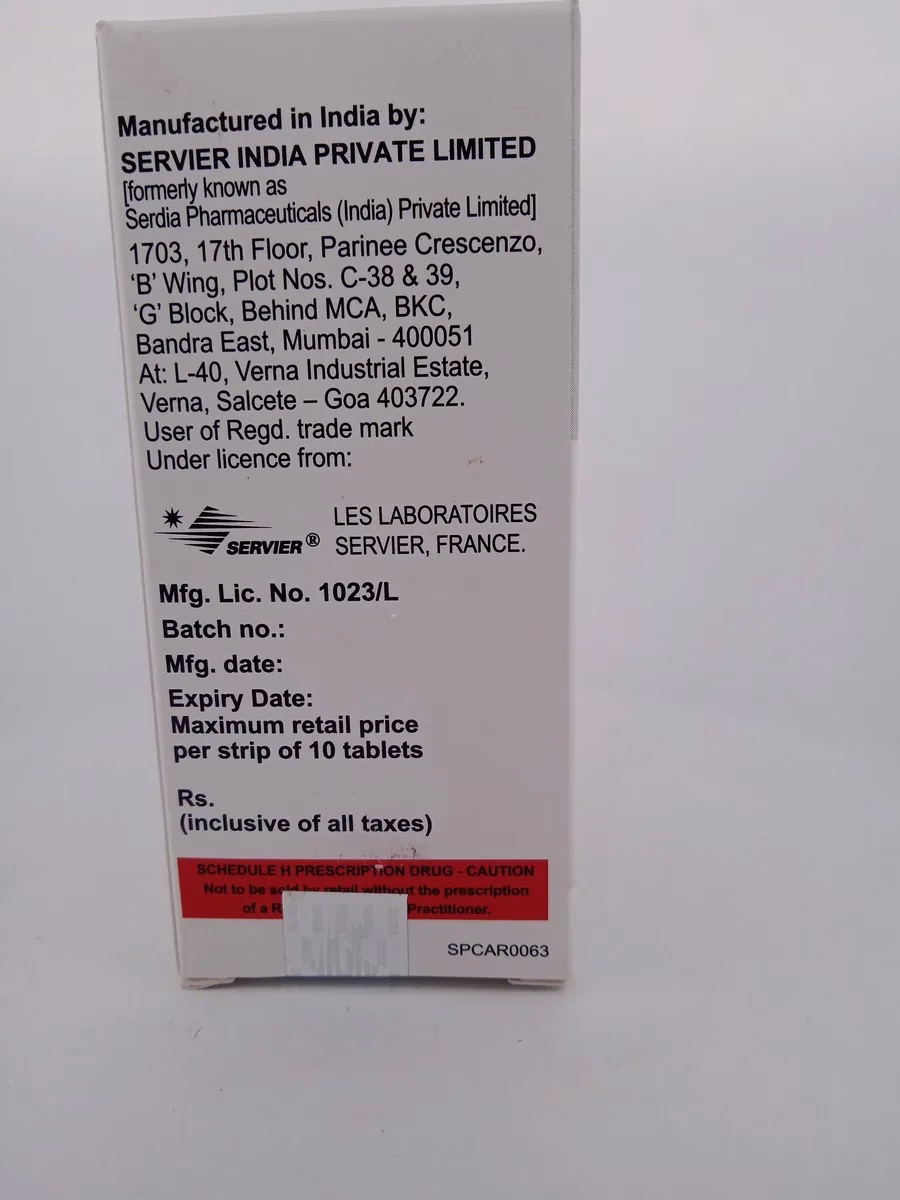 Manufactured in India by:
SERVIER INDIA PRIVATE LIMITED
[formerly known as
Serdia Pharmaceuticals (India) Private Limited]
1703, 17th Floor, Parinee Crescenzo,
‘B’ Wing, Plot Nos. C-38 & 39,
‘G’ Block, Behind MCA, BKC,
Bandra East, Mumbai - 400051
At: L-40, Verna Industrial Estate,
Verna, Salcete – Goa 403722.
User of Regd. trade mark
Under licence from:
SERVIER® LES LABORATOIRES
SERVIER, FRANCE.
Mfg. Lic. No. 1023/L
Batch no.:
Mfg. date:
Expiry Date:
Maximum retail price
per strip of 10 tablets
Rs.
(inclusive of all taxes)
SCHEDULE H PRESCRIPTION DRUG - CAUTION
Not to be sold by retail without the prescription
of a Practitioner.
SPCAR0063